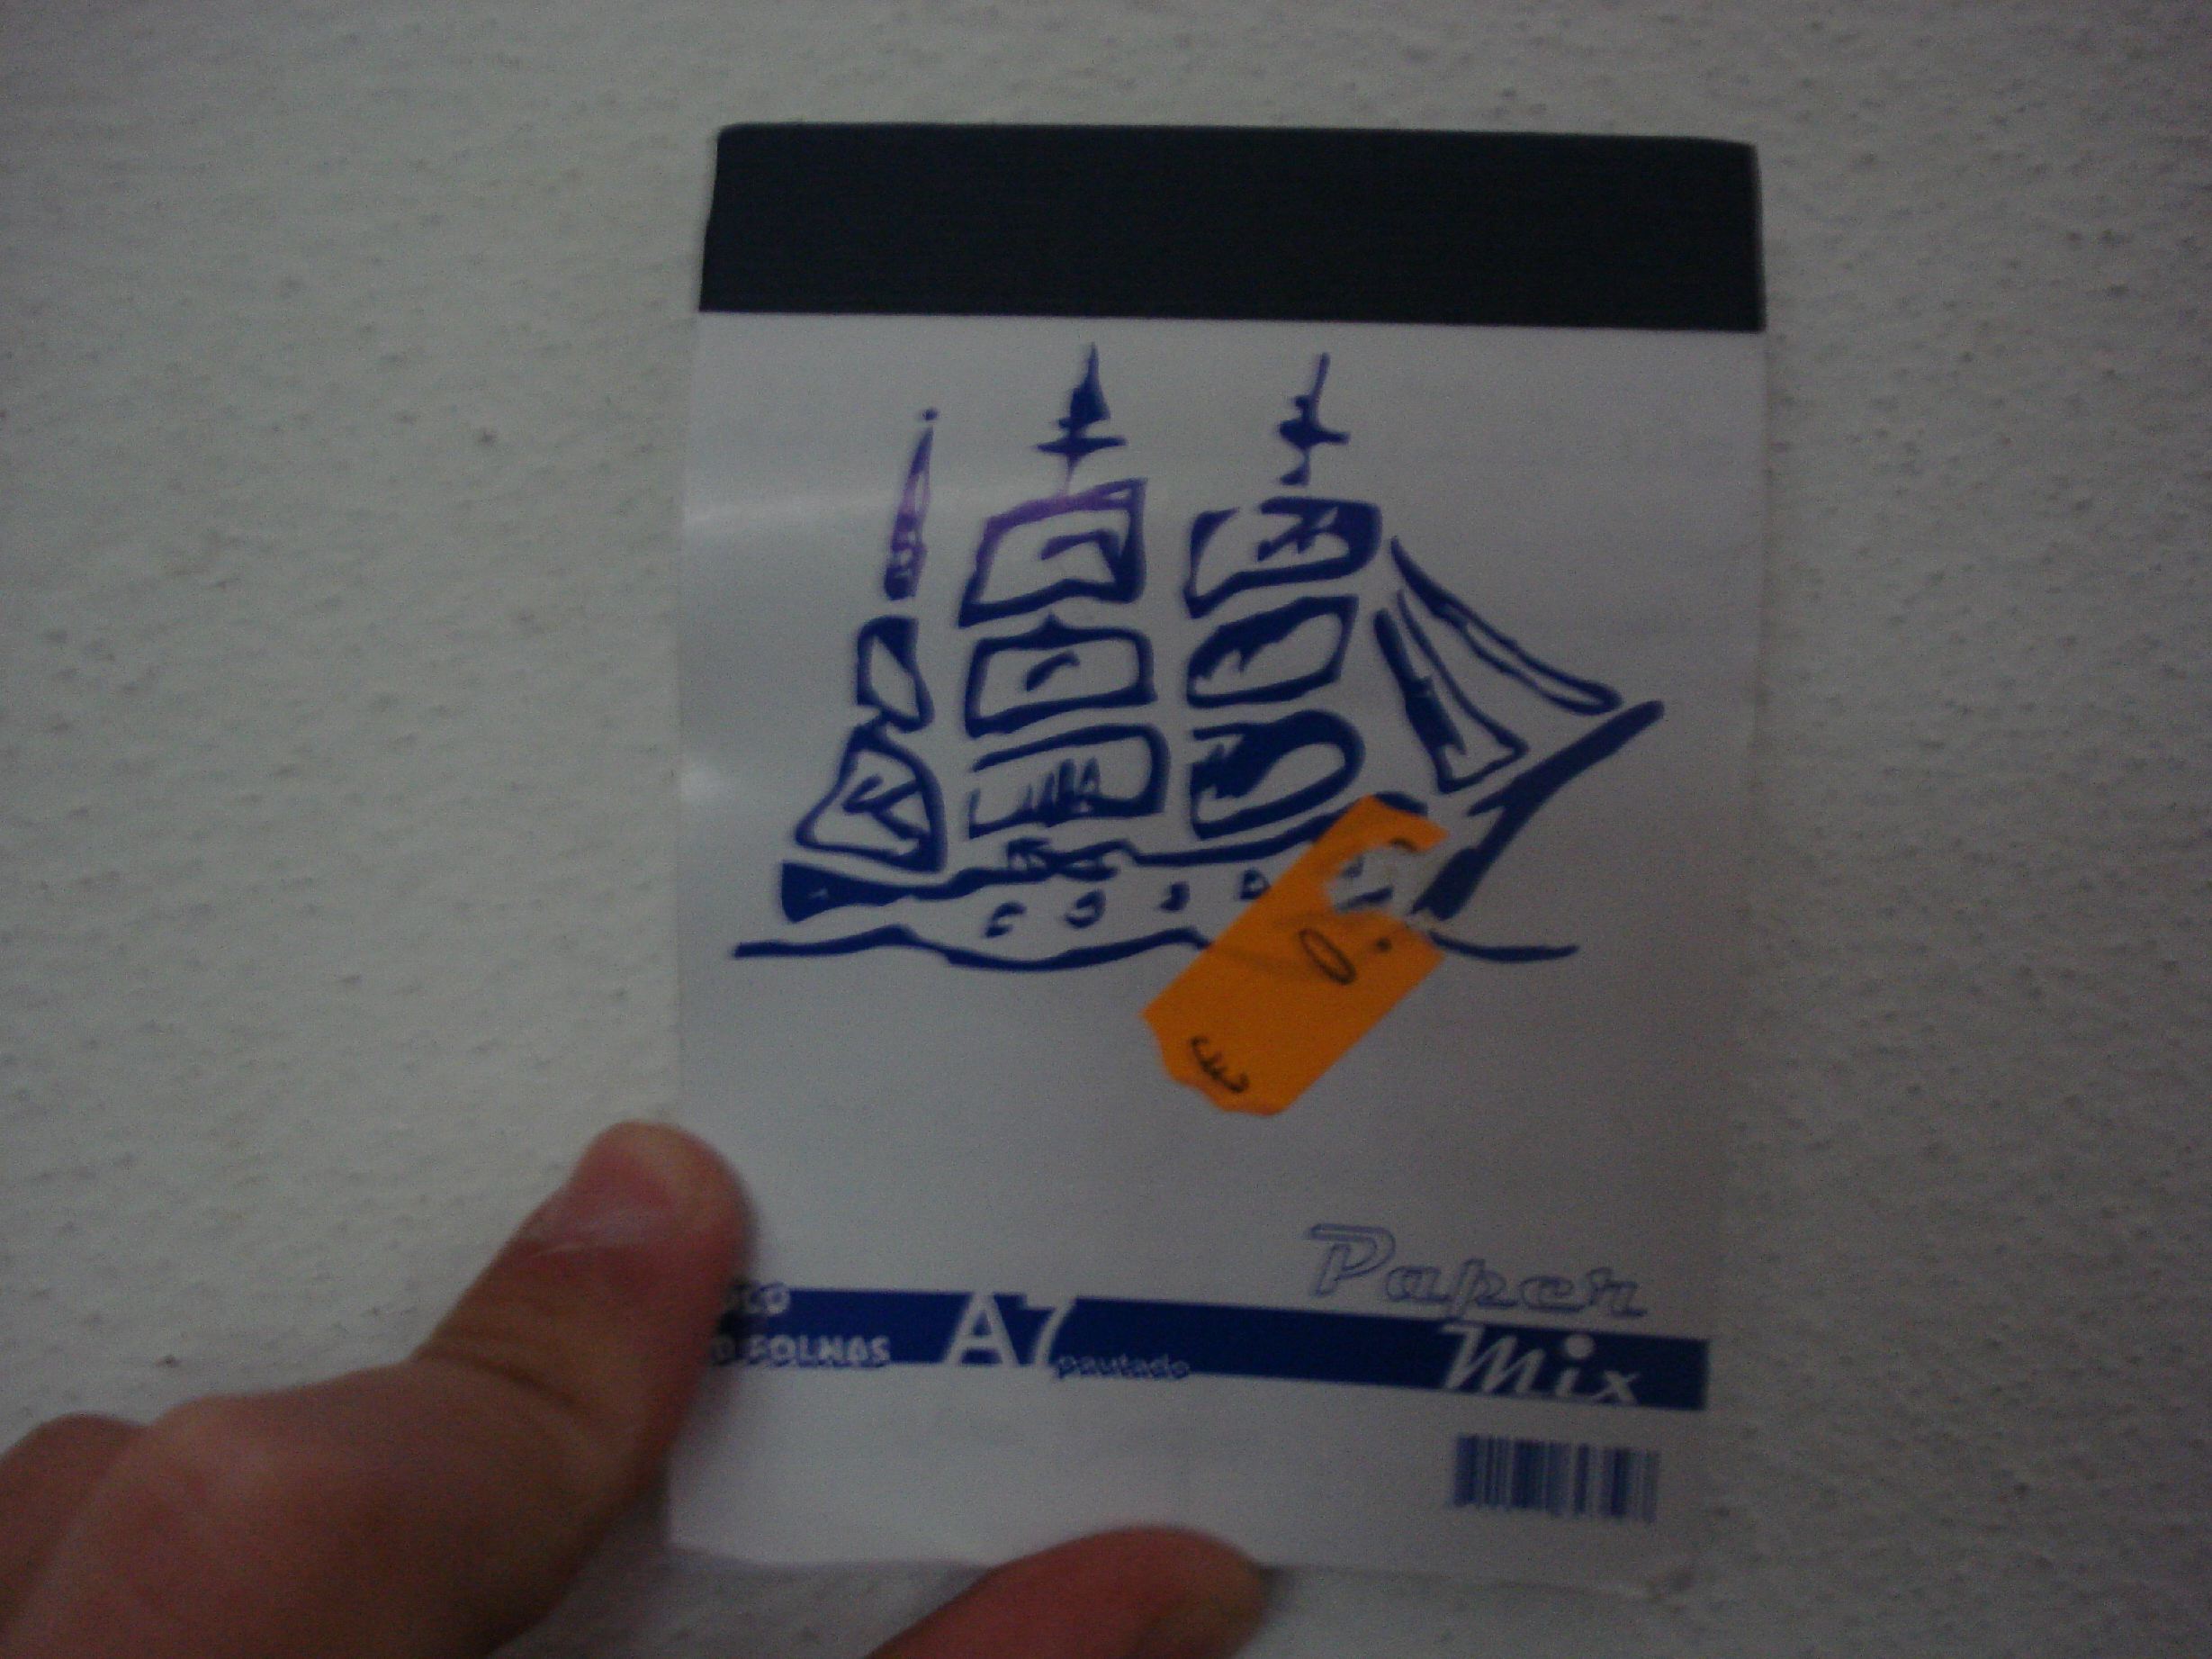 FOLHAS
A7 pautado
Paper
Mix